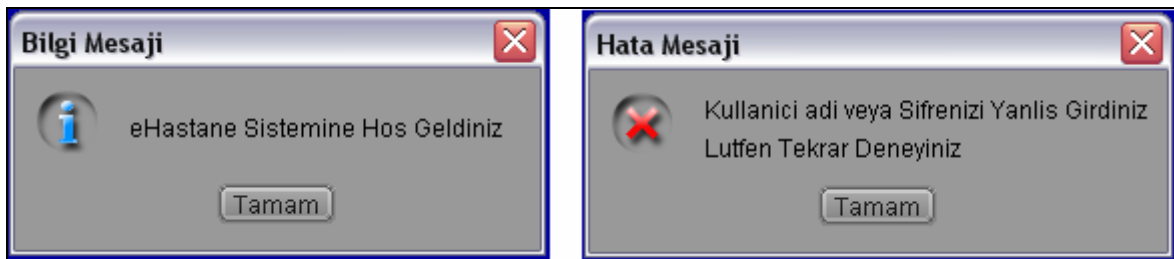 Bilgi Mesaji
eHastane Sistemine Hos Geldiniz
Tamam
Hata Mesaji
Kullanici adi veya Sifrenizi Yanlis Girdiniz
Lutfen Tekrar Deneyiniz
Tamam